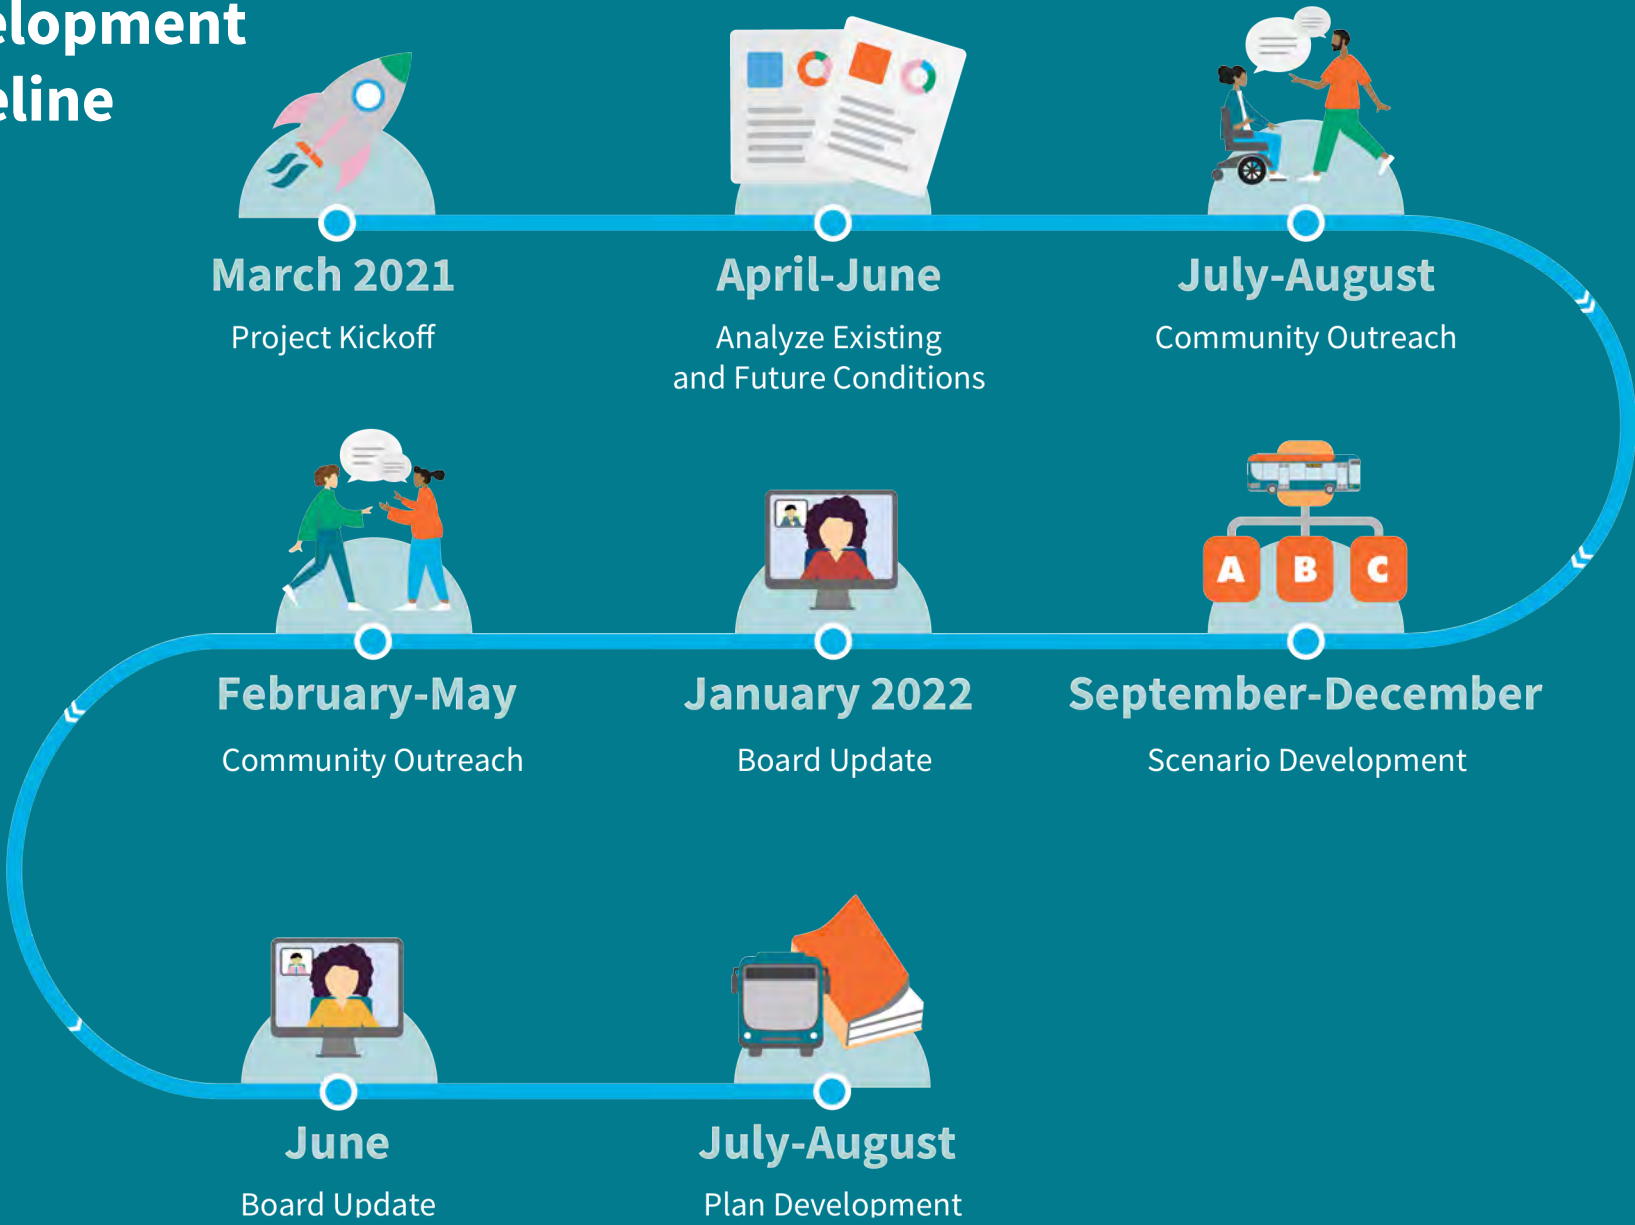 elopment
eline
March 2021
Project Kickoff
April-June
Analyze Existing
and Future Conditions
July-August
Community Outreach
A B C
September-December
Scenario Development
January 2022
Board Update
February-May
Community Outreach
June
Board Update
July-August
Plan Development